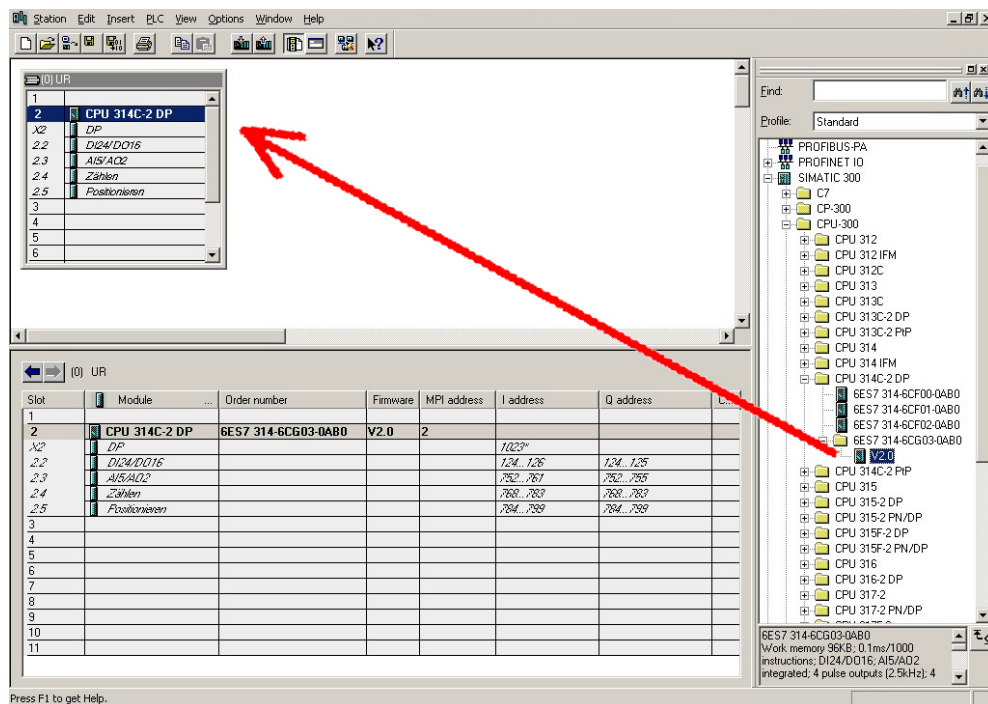 Station Edit Insert PLC View Options Window Help
(0) UR
1
2 CPU 314C-2 DP
X2 DP
2.2 DI24/DO16
2.3 AI5/AO2
2.4 Zählen
2.5 Positionieren
3
4
5
6
(0) UR
Slot Module ... Order number Firmware MPI address I address Q address C...
1
2 CPU 314C-2 DP 6ES7 314-6CG03-0AB0 V2.0 2
X2 DP 1023*
2.2 DI24/DO16 124...126 124...125
2.3 AI5/AO2 752...761 752...755
2.4 Zählen 768...783 768...783
2.5 Positionieren 784...799 784...799
3
4
5
6
7
8
9
10
11
Find:
Profile: Standard
PROFIBUS-PA
PROFINET IO
SIMATIC 300
C7
CP-300
CPU-300
CPU 312
CPU 312 IFM
CPU 312C
CPU 313
CPU 313C
CPU 313C-2 DP
CPU 313C-2 PtP
CPU 314
CPU 314 IFM
CPU 314C-2 DP
6ES7 314-6CF00-0AB0
6ES7 314-6CF01-0AB0
6ES7 314-6CF02-0AB0
6ES7 314-6CG03-0AB0
V2.0
CPU 314C-2 PtP
CPU 315
CPU 315-2 DP
CPU 315-2 PN/DP
CPU 315F-2 DP
CPU 315F-2 PN/DP
CPU 316
CPU 316-2 DP
CPU 317-2
CPU 317-2 PN/DP
6ES7 314-6CG03-0AB0
Work memory 96KB; 0.1ms/1000
instructions; DI24/DO16; AI5/AO2
integrated; 4 pulse outputs (2.5kHz); 4
Press F1 to get Help.